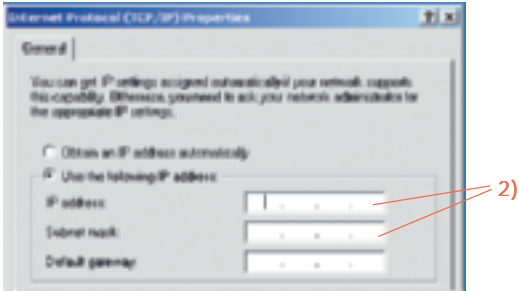 Internet Protocol (TCP/IP) Properties
General
You can get IP settings assigned automatically if your network supports
this capability. Otherwise, you need to ask your network administrator for
the appropriate IP settings.
Obtain an IP address automatically
Use the following IP address:
IP address:
2)
Subnet mask:
Default gateway: